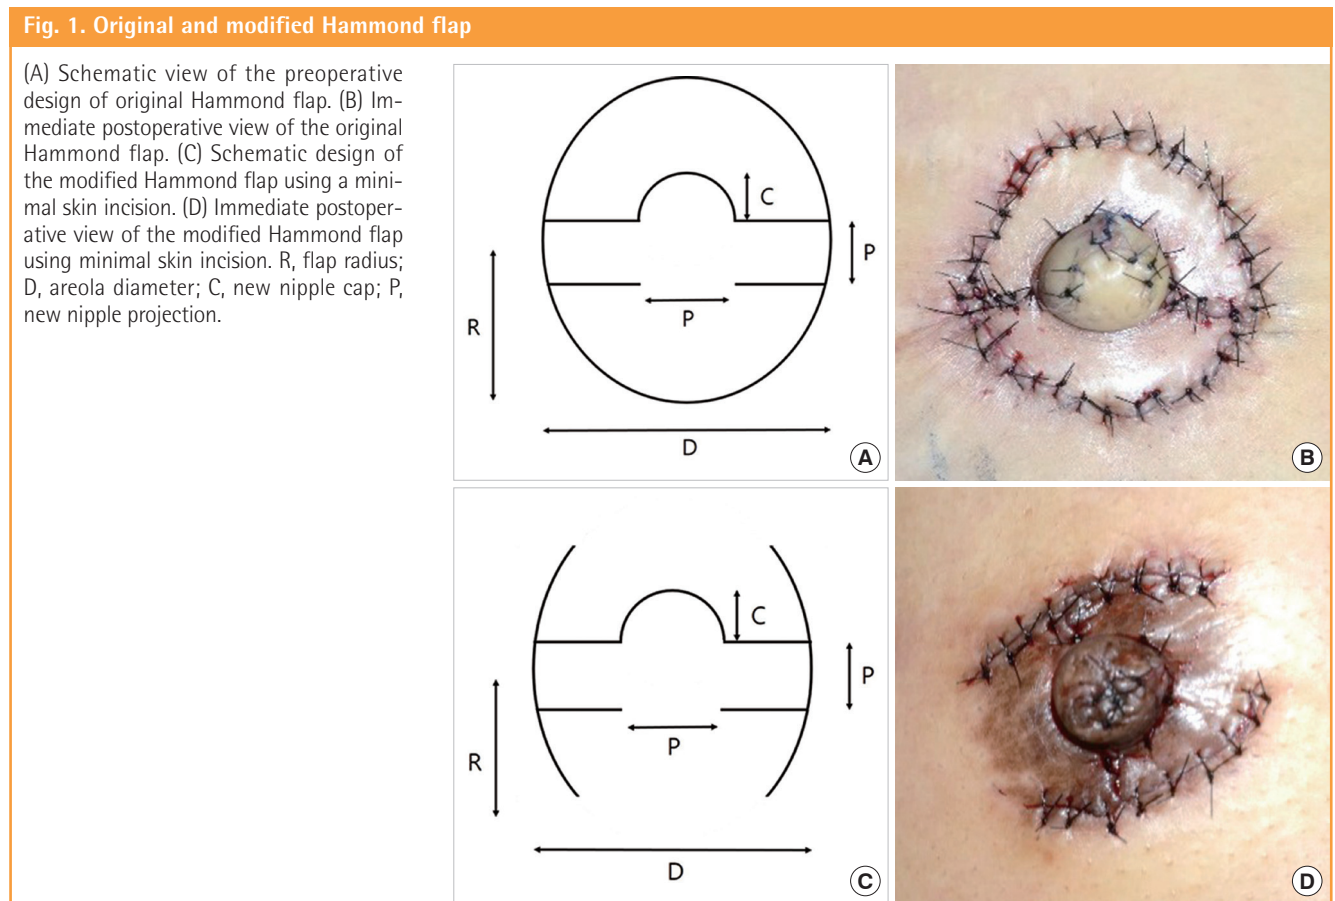 Fig. 1. Original and modified Hammond flap
(A) Schematic view of the preoperative
design of original Hammond flap. (B) Im-
mediate postoperative view of the original
Hammond flap. (C) Schematic design of
the modified Hammond flap using a mini-
mal skin incision. (D) Immediate postoper-
ative view of the modified Hammond flap
using minimal skin incision. R, flap radius;
D, areola diameter; C, new nipple cap; P,
new nipple projection.
C
P
P
R
D
A
B
C
P
P
R
D
C
D